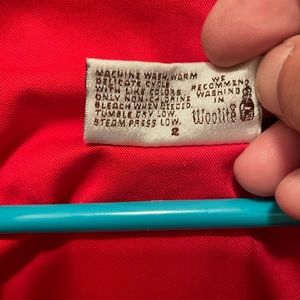 MACHINE WASH, WARM
DELICATE CYCLE
WITH LIKE COLORS.
ONLY NON-CHLORINE
BLEACH WHEN NEEDED.
TUMBLE DRY LOW.
STEAM PRESS LOW.
2
WE
RECOMMEND
WASHING
IN
Woolite